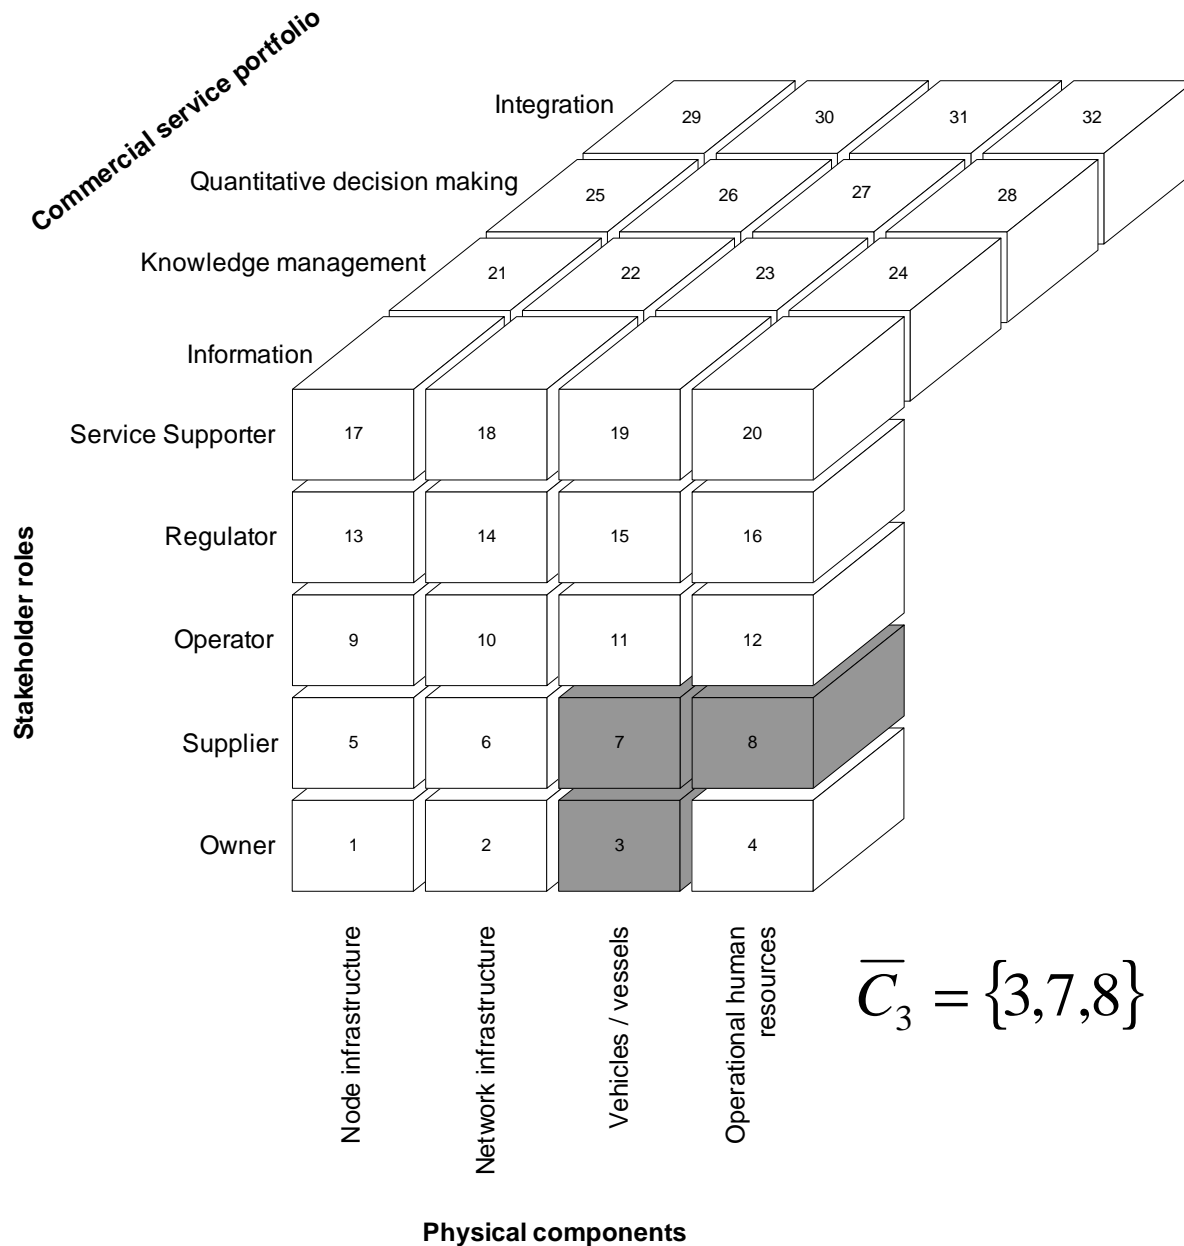 Commercial service portfolio
Integration
29 30 31 32
Quantitative decision making
25 26 27 28
Knowledge management
21 22 23 24
Information
Service Supporter
17 18 19 20
Regulator
13 14 15 16
Operator
9 10 11 12
Supplier
5 6 7 8
Owner
1 2 3 4
Stakeholder roles
Node infrastructure
Network infrastructure
Vehicles / vessels
Operational human
resources
C̅₃ = {3,7,8}
Physical components